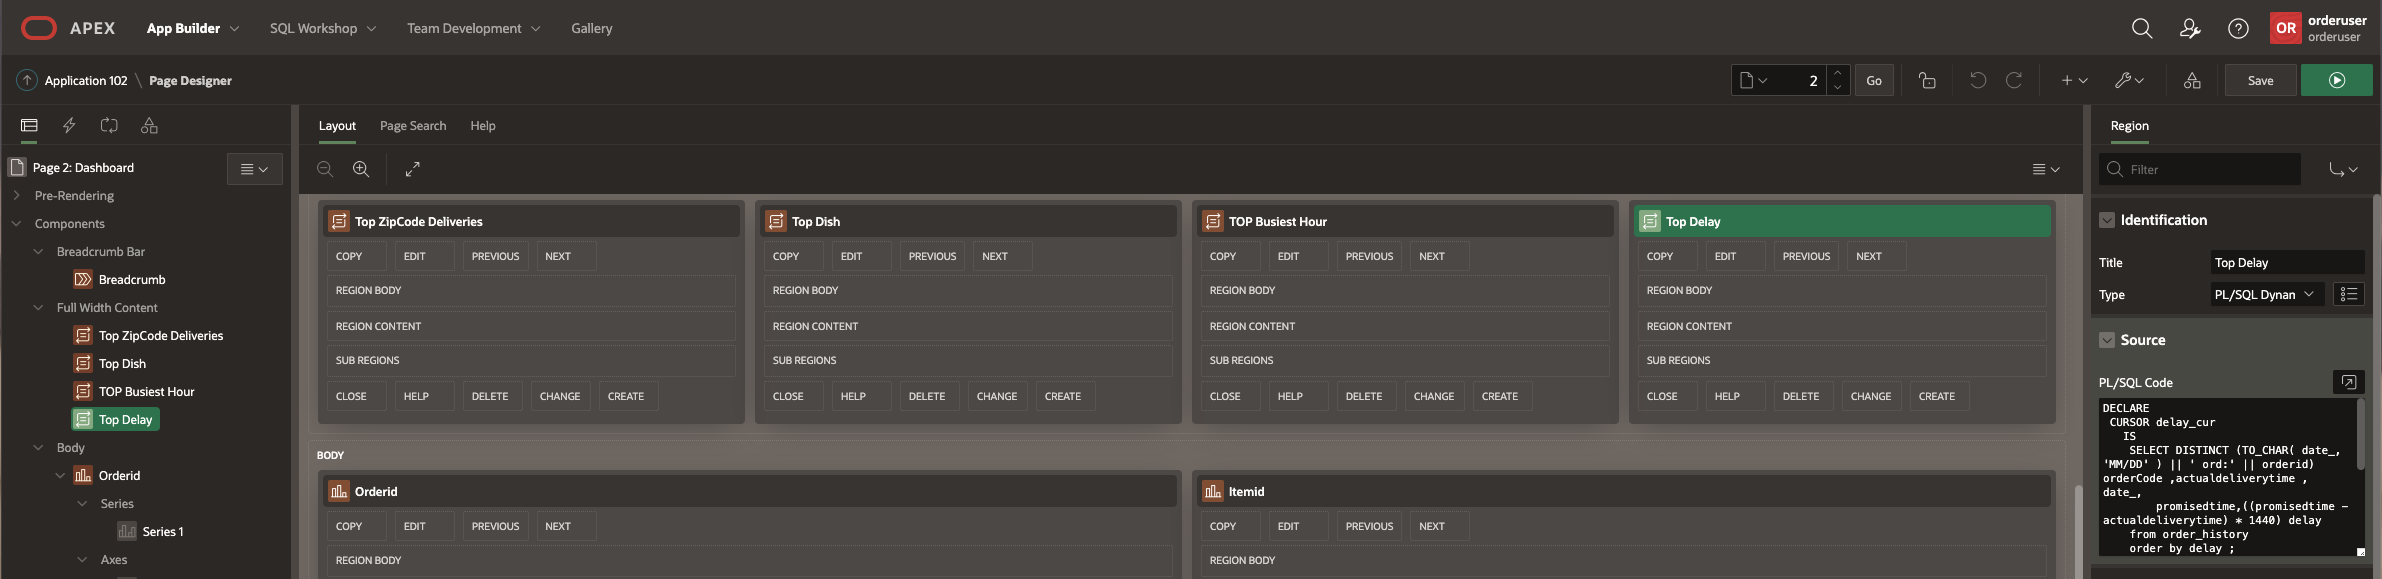 APEX App Builder SQL Workshop Team Development Gallery OR orderuser
orderuser
Application 102 \ Page Designer 2 Go Save
Layout Page Search Help
Region
Page 2: Dashboard
Pre-Rendering
Components
Breadcrumb Bar
Breadcrumb
Full Width Content
Top ZipCode Deliveries
Top Dish
TOP Busiest Hour
Top Delay
Body
Orderid
Series
Series 1
Axes
Top ZipCode Deliveries
COPY EDIT PREVIOUS NEXT
REGION BODY
REGION CONTENT
SUB REGIONS
CLOSE HELP DELETE CHANGE CREATE
Top Dish
COPY EDIT PREVIOUS NEXT
REGION BODY
REGION CONTENT
SUB REGIONS
CLOSE HELP DELETE CHANGE CREATE
TOP Busiest Hour
COPY EDIT PREVIOUS NEXT
REGION BODY
REGION CONTENT
SUB REGIONS
CLOSE HELP DELETE CHANGE CREATE
Top Delay
COPY EDIT PREVIOUS NEXT
REGION BODY
REGION CONTENT
SUB REGIONS
CLOSE HELP DELETE CHANGE CREATE
BODY
Orderid
COPY EDIT PREVIOUS NEXT
REGION BODY
Itemid
COPY EDIT PREVIOUS NEXT
REGION BODY
Filter
Identification
Title Top Delay
Type PL/SQL Dynan
Source
PL/SQL Code
DECLARE
CURSOR delay_cur
IS
SELECT DISTINCT (TO_CHAR( date_,
'MM/DD' ) || ' ord:' || orderid)
orderCode ,actualdeliverytime ,
date_,
promisedtime,((promisedtime -
actualdeliverytime) * 1440) delay
from order_history
order by delay ;